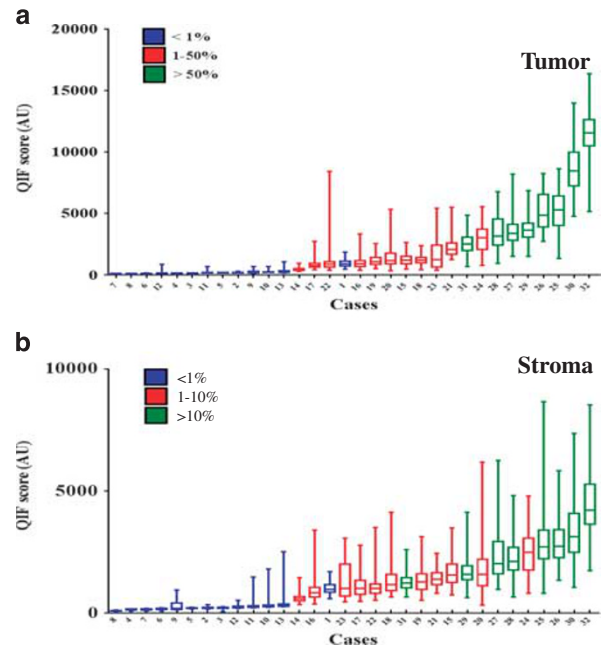 a
20000
< 1%
1-50%
> 50%
Tumor
15000
QIF score (AU)
10000
5000
0
7 8 6 12 4 3 11 5 2 9 10 13 14 17 22 1 16 19 20 15 18 23 21 31 24 28 27 29 26 25 30 32
Cases
b
10000
Stroma
<1%
1-10%
>10%
QIF score (AU)
5000
0
8 4 7 6 9 5 3 2 12 11 10 13 14 16 1 23 17 22 18 31 19 21 15 29 20 27 28 24 25 26 30 32
Cases